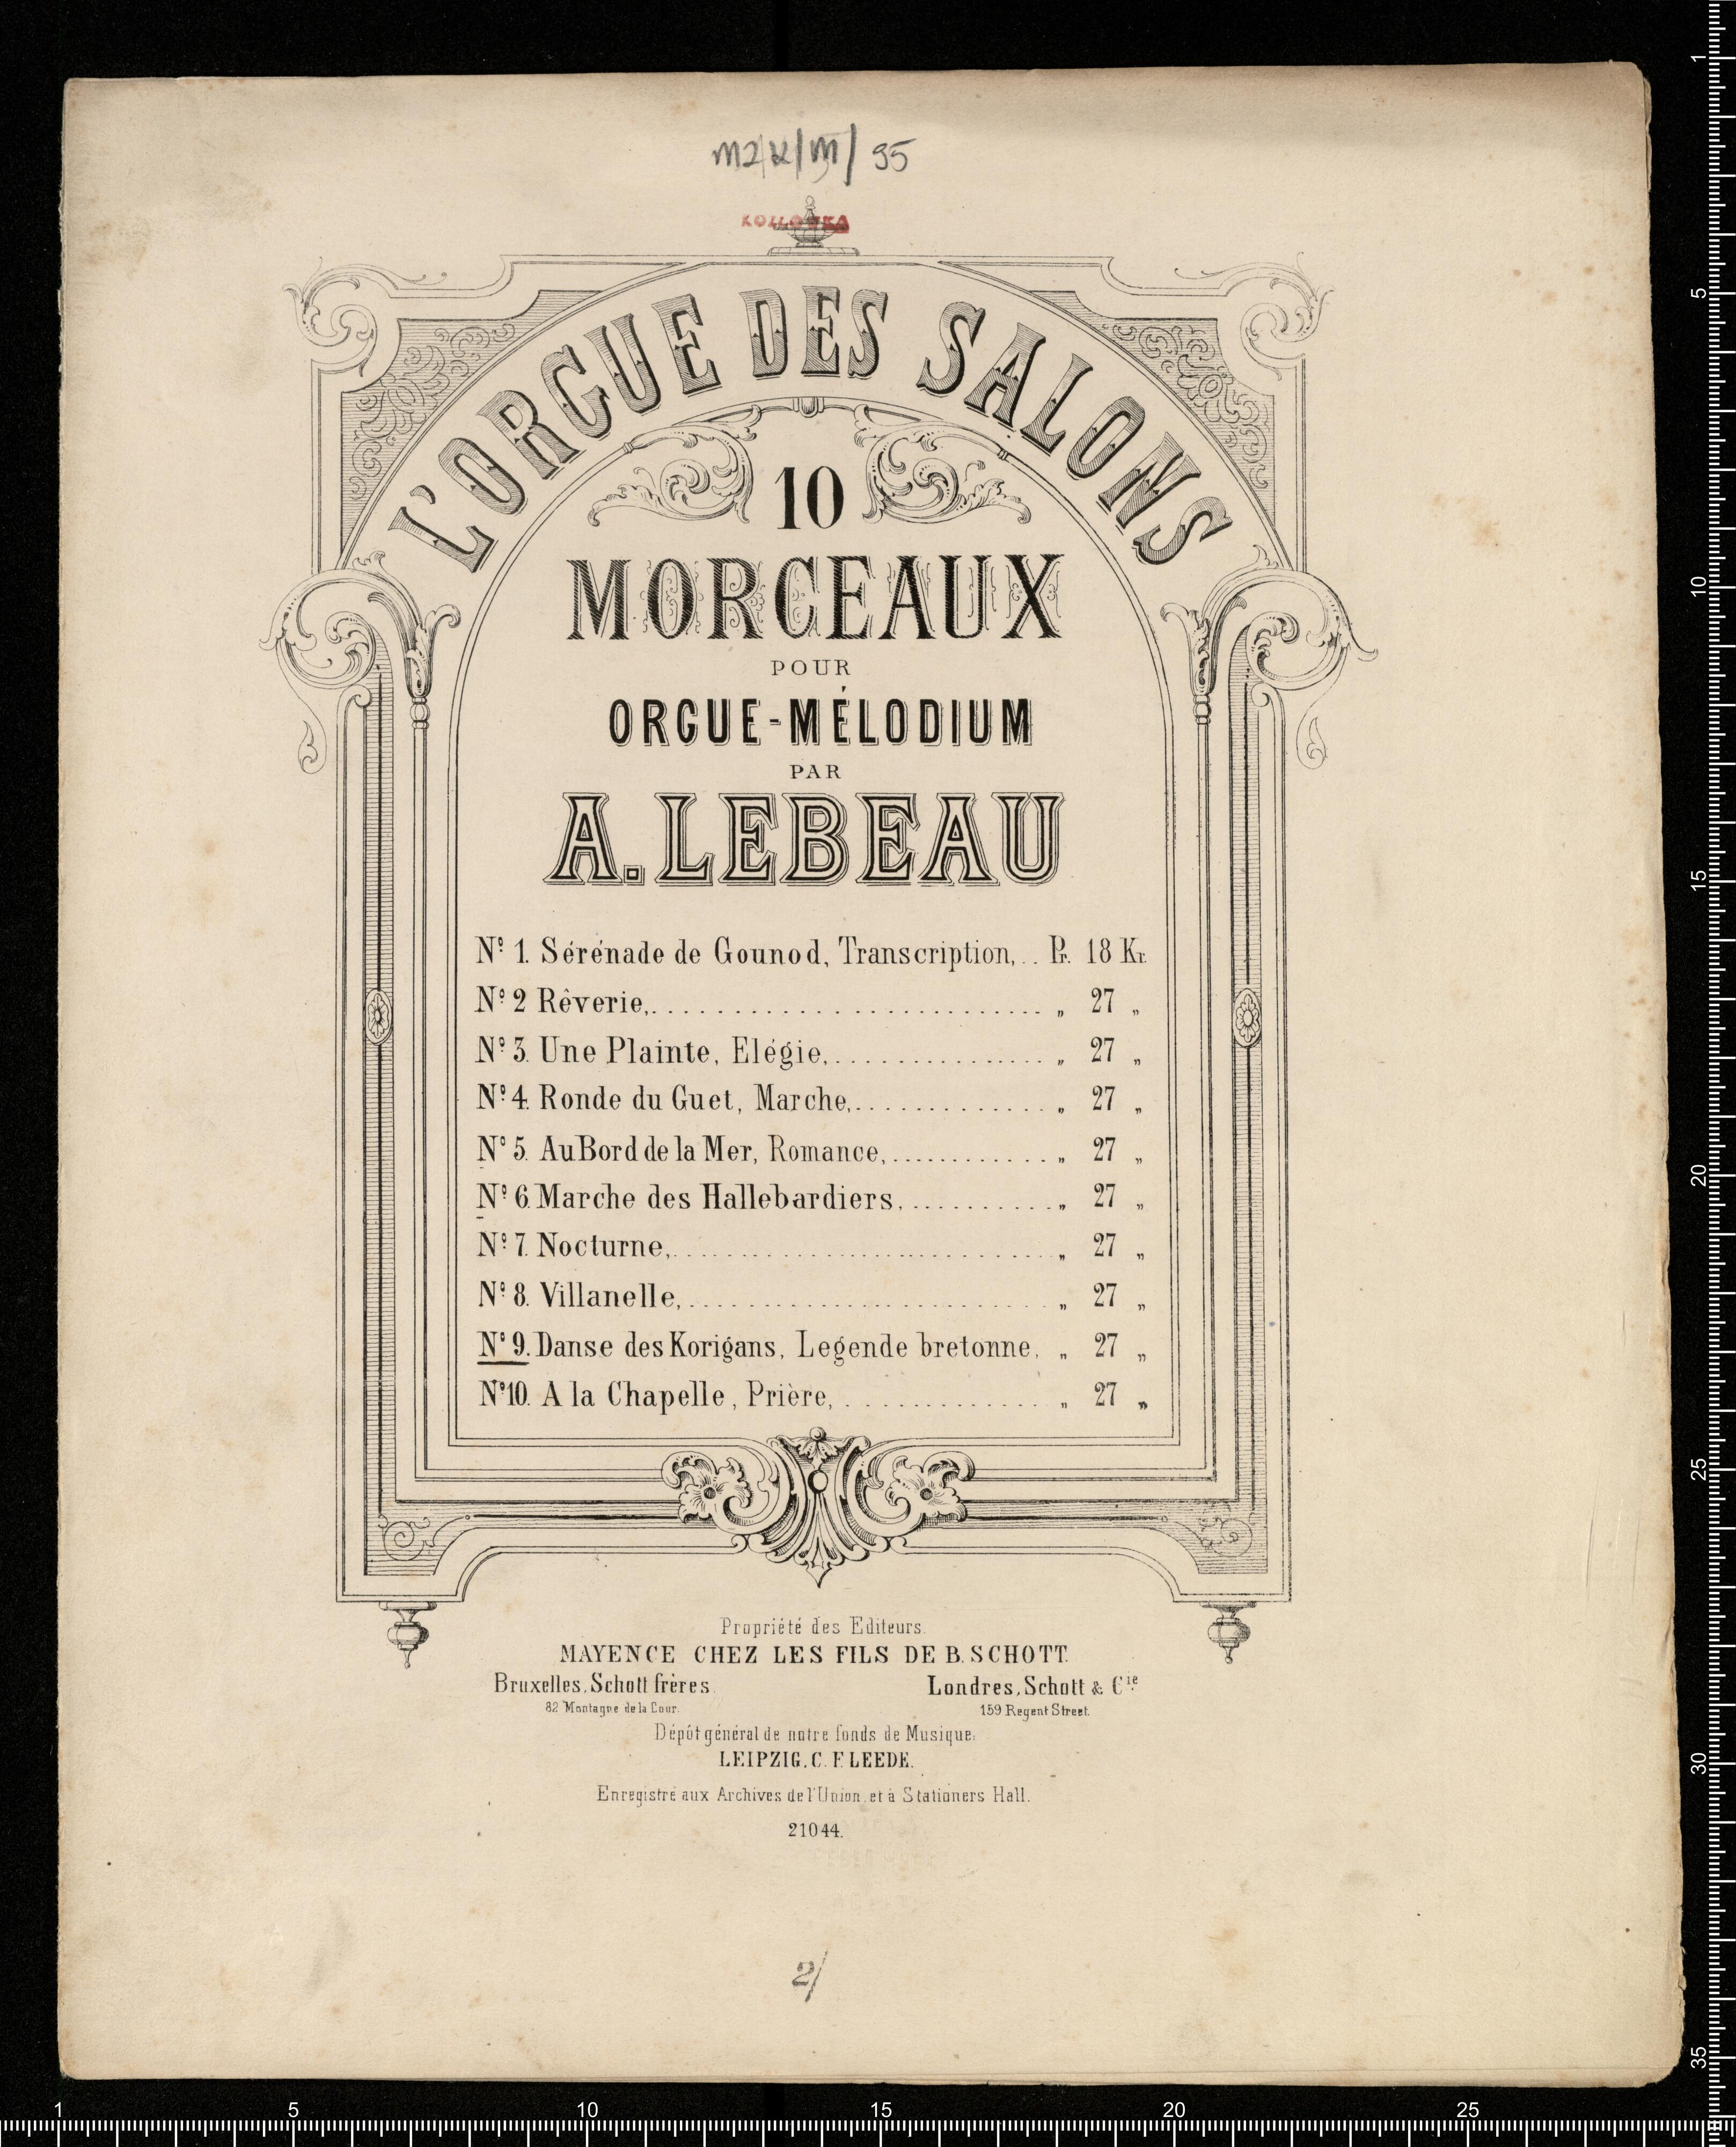 L'ORGUE DES SALONS
10
MORCEAUX
POUR
ORGUE-MÉLODIUM
PAR
A. LEBEAU
Nº 1. Sérénade de Gounod, Transcription, .. Pr. 18 Kr.
Nº 2 Rêverie, ........................ „ 27 „
Nº 3. Une Plainte, Elégie, ............... „ 27 „
Nº 4. Ronde du Guet, Marche, ............. „ 27 „
Nº 5. Au Bord de la Mer, Romance, ............ „ 27 „
Nº 6. Marche des Hallebardiers, ........... „ 27 „
Nº 7. Nocturne, ........................... „ 27 „
Nº 8. Villanelle, ........................ „ 27 „
Nº 9. Danse des Korigans, Legende bretonne. „ 27 „
Nº 10. A la Chapelle, Prière, .............. „ 27 „
Propriété des Editeurs.
MAYENCE CHEZ LES FILS DE B. SCHOTT.
Bruxelles, Schott frères. Londres, Schott & Cie.
82 Montagne de la Cour. 159 Regent Street.
Dépôt général de notre fonds de Musique:
LEIPZIG, C. F. LEEDE.
Enregistré aux Archives de l'Union, et à Stationers Hall.
21044.
2/
1 5 10 15 20 25
1 5 10 15 20 25 30 35